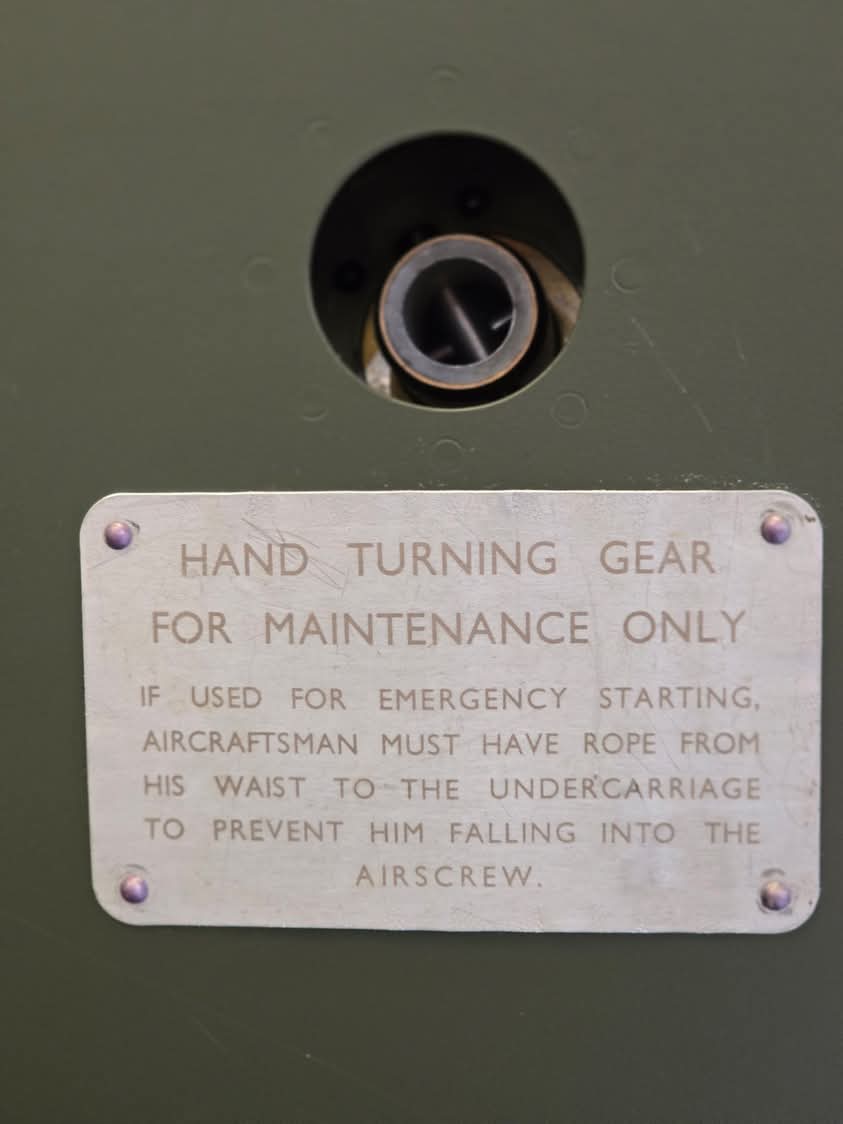 HAND TURNING GEAR
FOR MAINTENANCE ONLY
IF USED FOR EMERGENCY STARTING,
AIRCRAFTSMAN MUST HAVE ROPE FROM
HIS WAIST TO THE UNDERCARRIAGE
TO PREVENT HIM FALLING INTO THE
AIRSCREW.